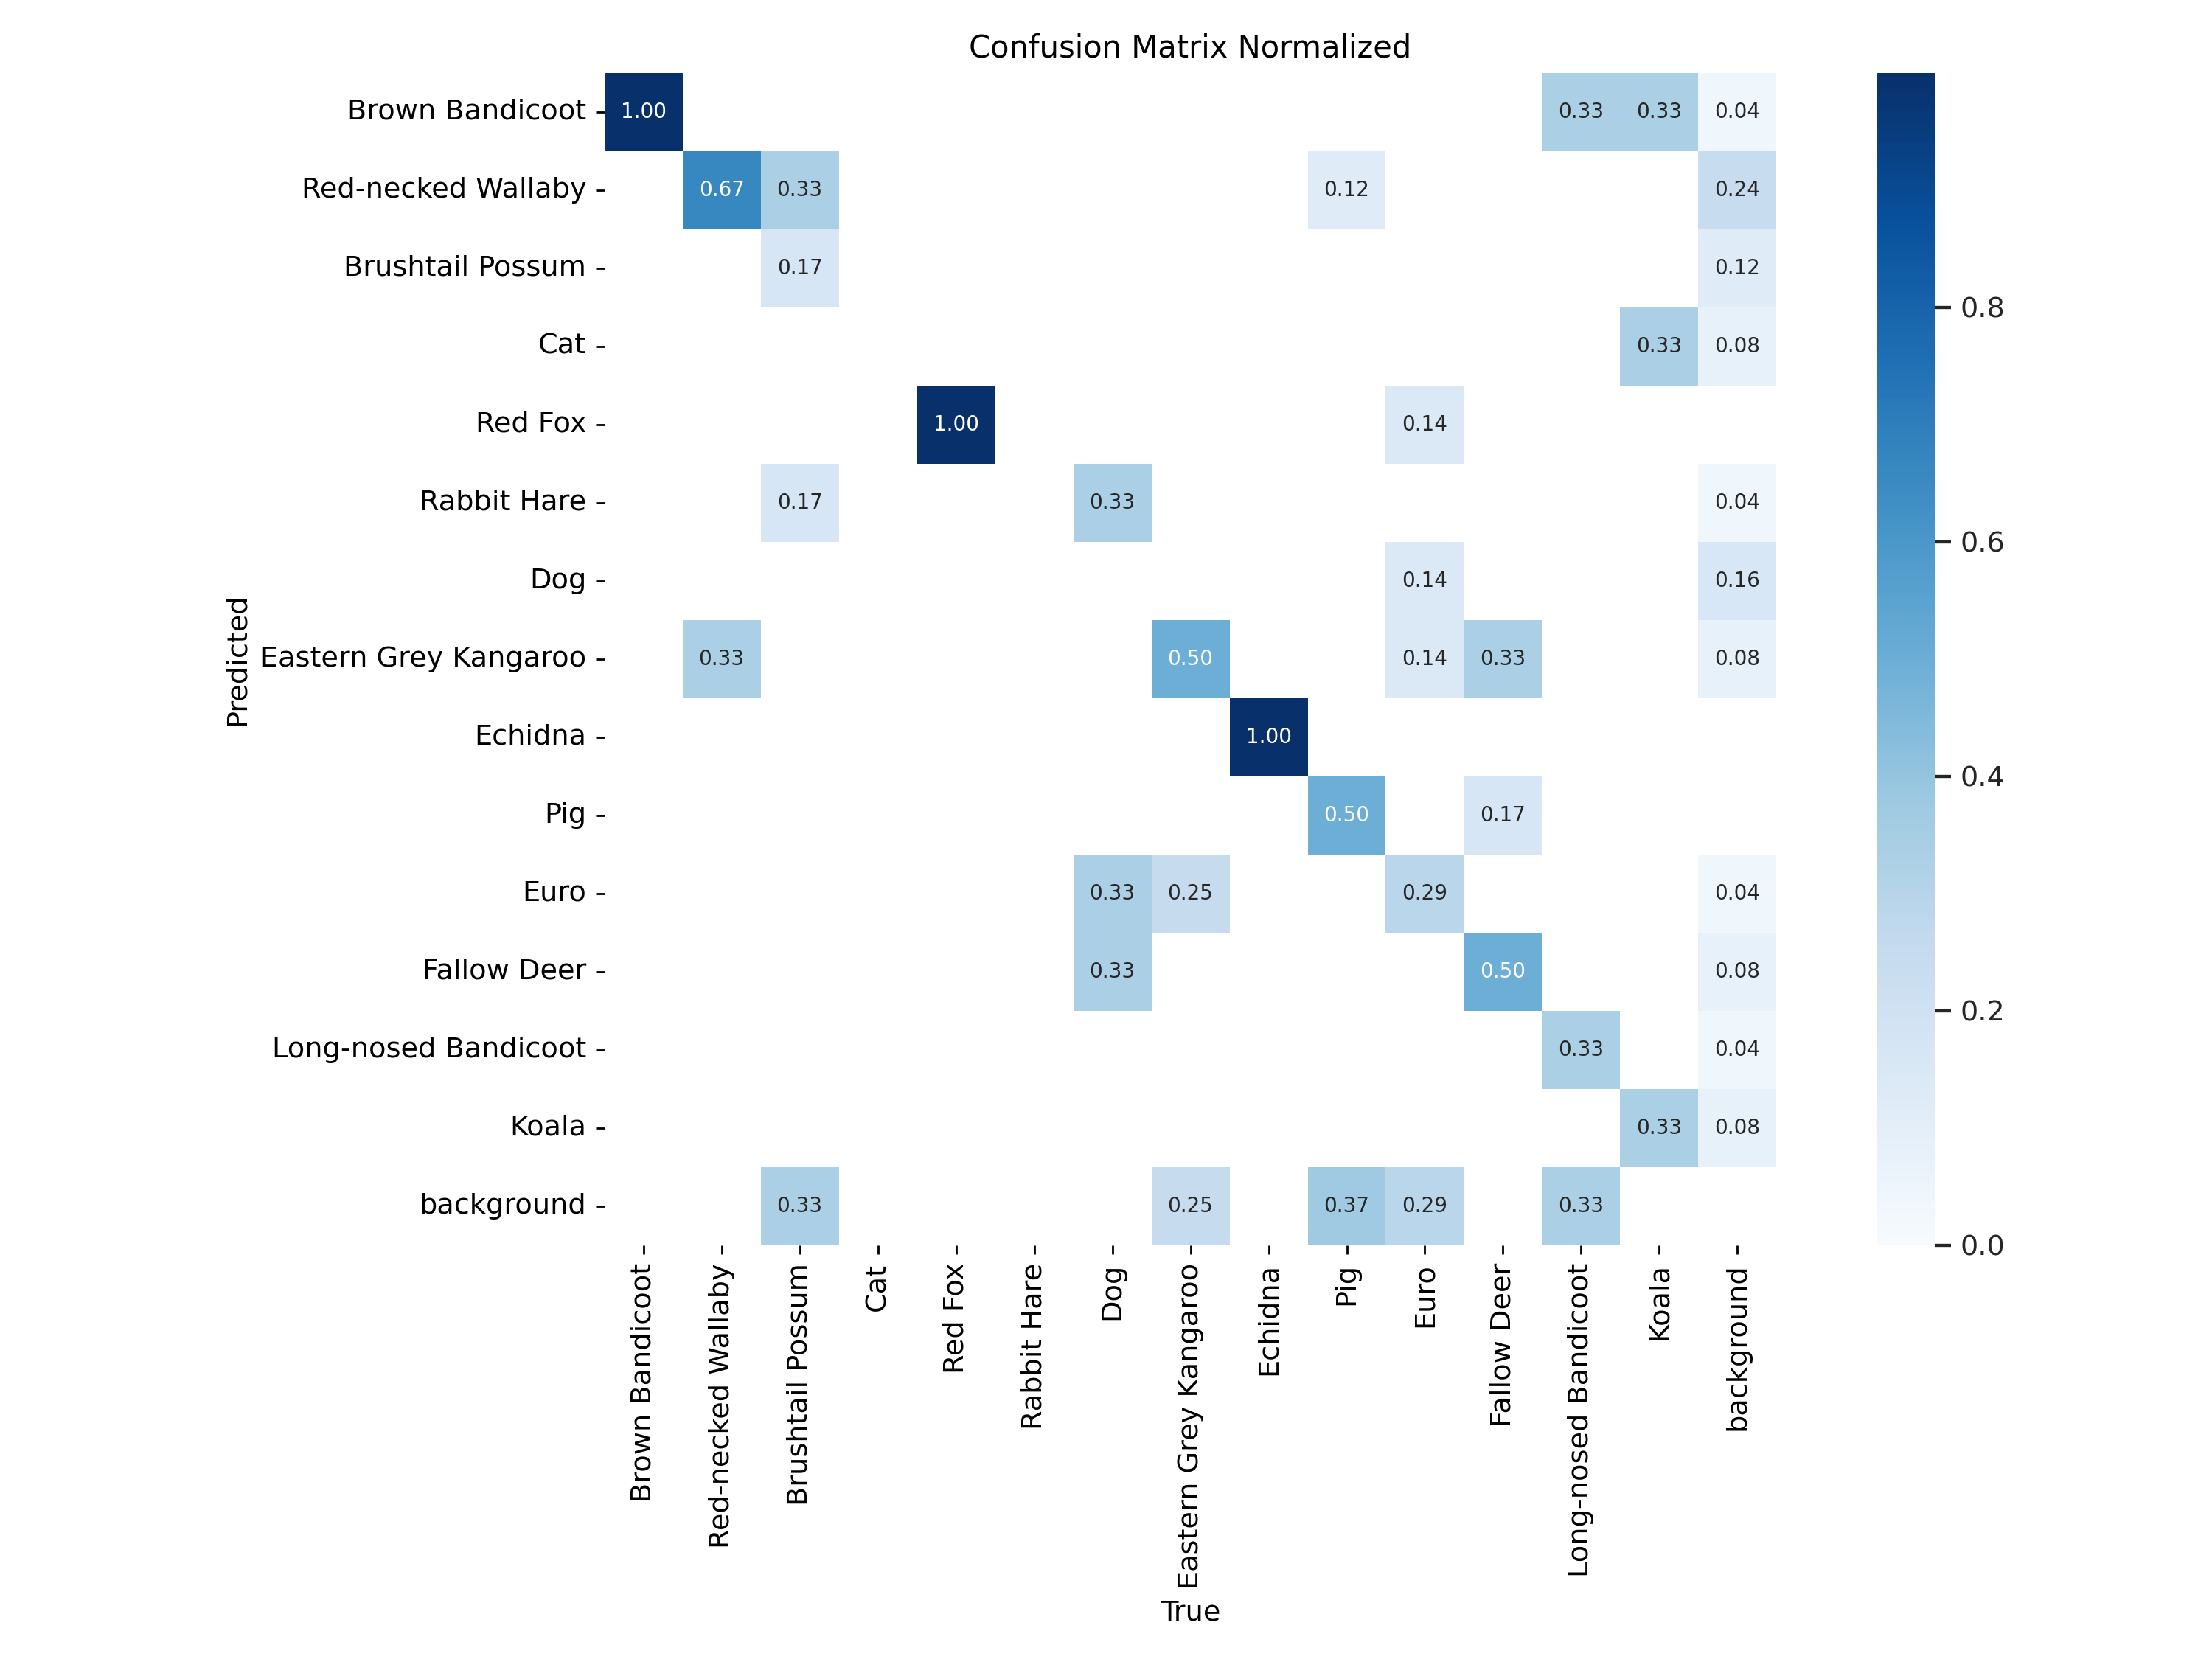 Confusion Matrix Normalized
Brown Bandicoot 1.00 0.33 0.33 0.04
Red-necked Wallaby 0.67 0.33 0.12 0.24
Brushtail Possum 0.17 0.12
Cat 0.33 0.08
Red Fox 1.00 0.14
Rabbit Hare 0.17 0.33 0.04
Dog 0.14 0.16
Eastern Grey Kangaroo 0.33 0.50 0.14 0.33 0.08
Echidna 1.00
Pig 0.50 0.17
Euro 0.33 0.25 0.29 0.04
Fallow Deer 0.33 0.50 0.08
Long-nosed Bandicoot 0.33 0.04
Koala 0.33 0.08
background 0.33 0.25 0.37 0.29 0.33
Predicted
Brown Bandicoot
Red-necked Wallaby
Brushtail Possum
Cat
Red Fox
Rabbit Hare
Dog
Eastern Grey Kangaroo
Echidna
Pig
Euro
Fallow Deer
Long-nosed Bandicoot
Koala
background
True
0.8
0.6
0.4
0.2
0.0